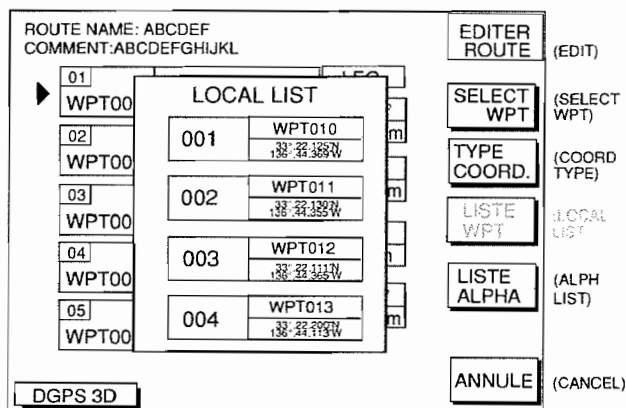 ROUTE NAME: ABCDEF
COMMENT:ABCDEFGHIJKL
01
WPT00
02
WPT00
03
WPT00
04
WPT00
05
WPT00
LEG
m
m
m
LOCAL LIST
001
WPT010
33°.22.125'N
136°.44.369'W
002
WPT011
33°.22.130'N
136°.44.355'W
003
WPT012
33°.22.111'N
136°.44.365'W
004
WPT013
33°.22.200'N
136°.44.113'W
DGPS 3D
EDITER
ROUTE
(EDIT)
SELECT
WPT
(SELECT
WPT)
TYPE
COORD.
(COORD
TYPE)
LISTE
WPT
(LOCAL
LIST
LISTE
ALPHA
(ALPH
LIST)
ANNULE
(CANCEL)